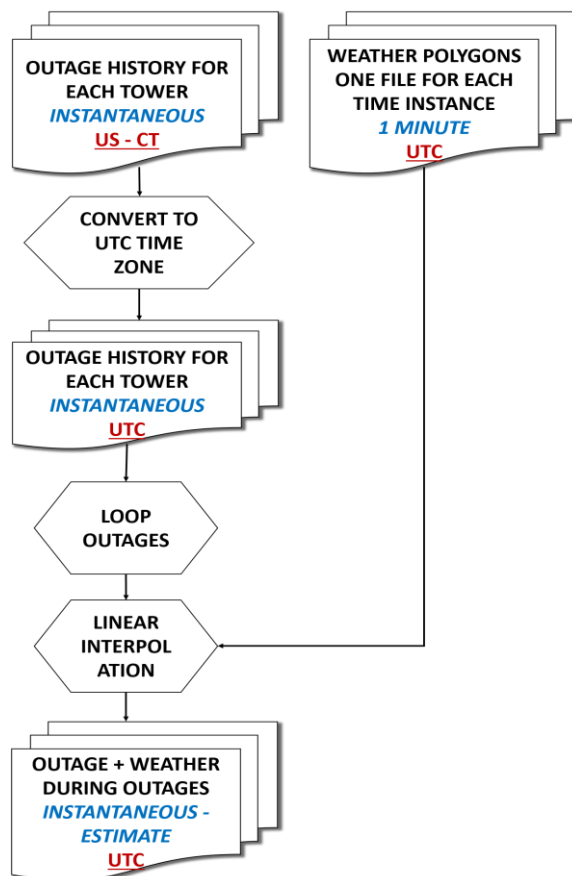 OUTAGE HISTORY FOR
EACH TOWER
INSTANTANEOUS
US - CT
WEATHER POLYGONS
ONE FILE FOR EACH
TIME INSTANCE
1 MINUTE
UTC
CONVERT TO
UTC TIME
ZONE
OUTAGE HISTORY FOR
EACH TOWER
INSTANTANEOUS
UTC
LOOP
OUTAGES
LINEAR
INTERPOL
ATION
OUTAGE + WEATHER
DURING OUTAGES
INSTANTANEOUS -
ESTIMATE
UTC